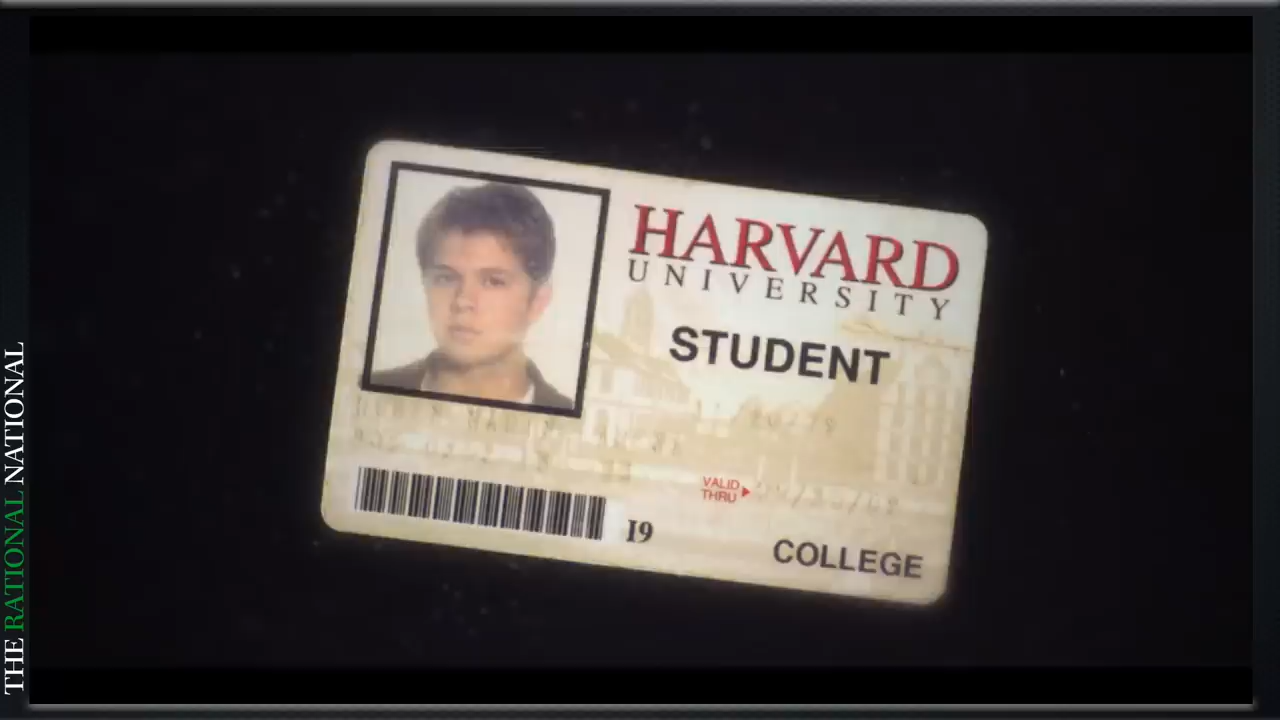 HARVARD
UNIVERSITY
STUDENT
VALID
THRU
I9
COLLEGE
THE RATIONAL NATIONAL